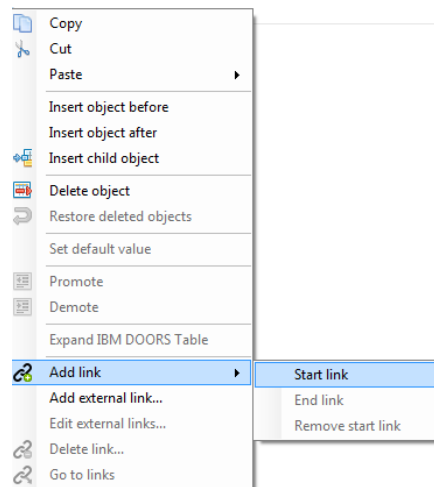 Copy
Cut
Paste
Insert object before
Insert object after
Insert child object
Delete object
Restore deleted objects
Set default value
Promote
Demote
Expand IBM DOORS Table
Add link
Start link
Add external link...
End link
Edit external links...
Remove start link
Delete link...
Go to links